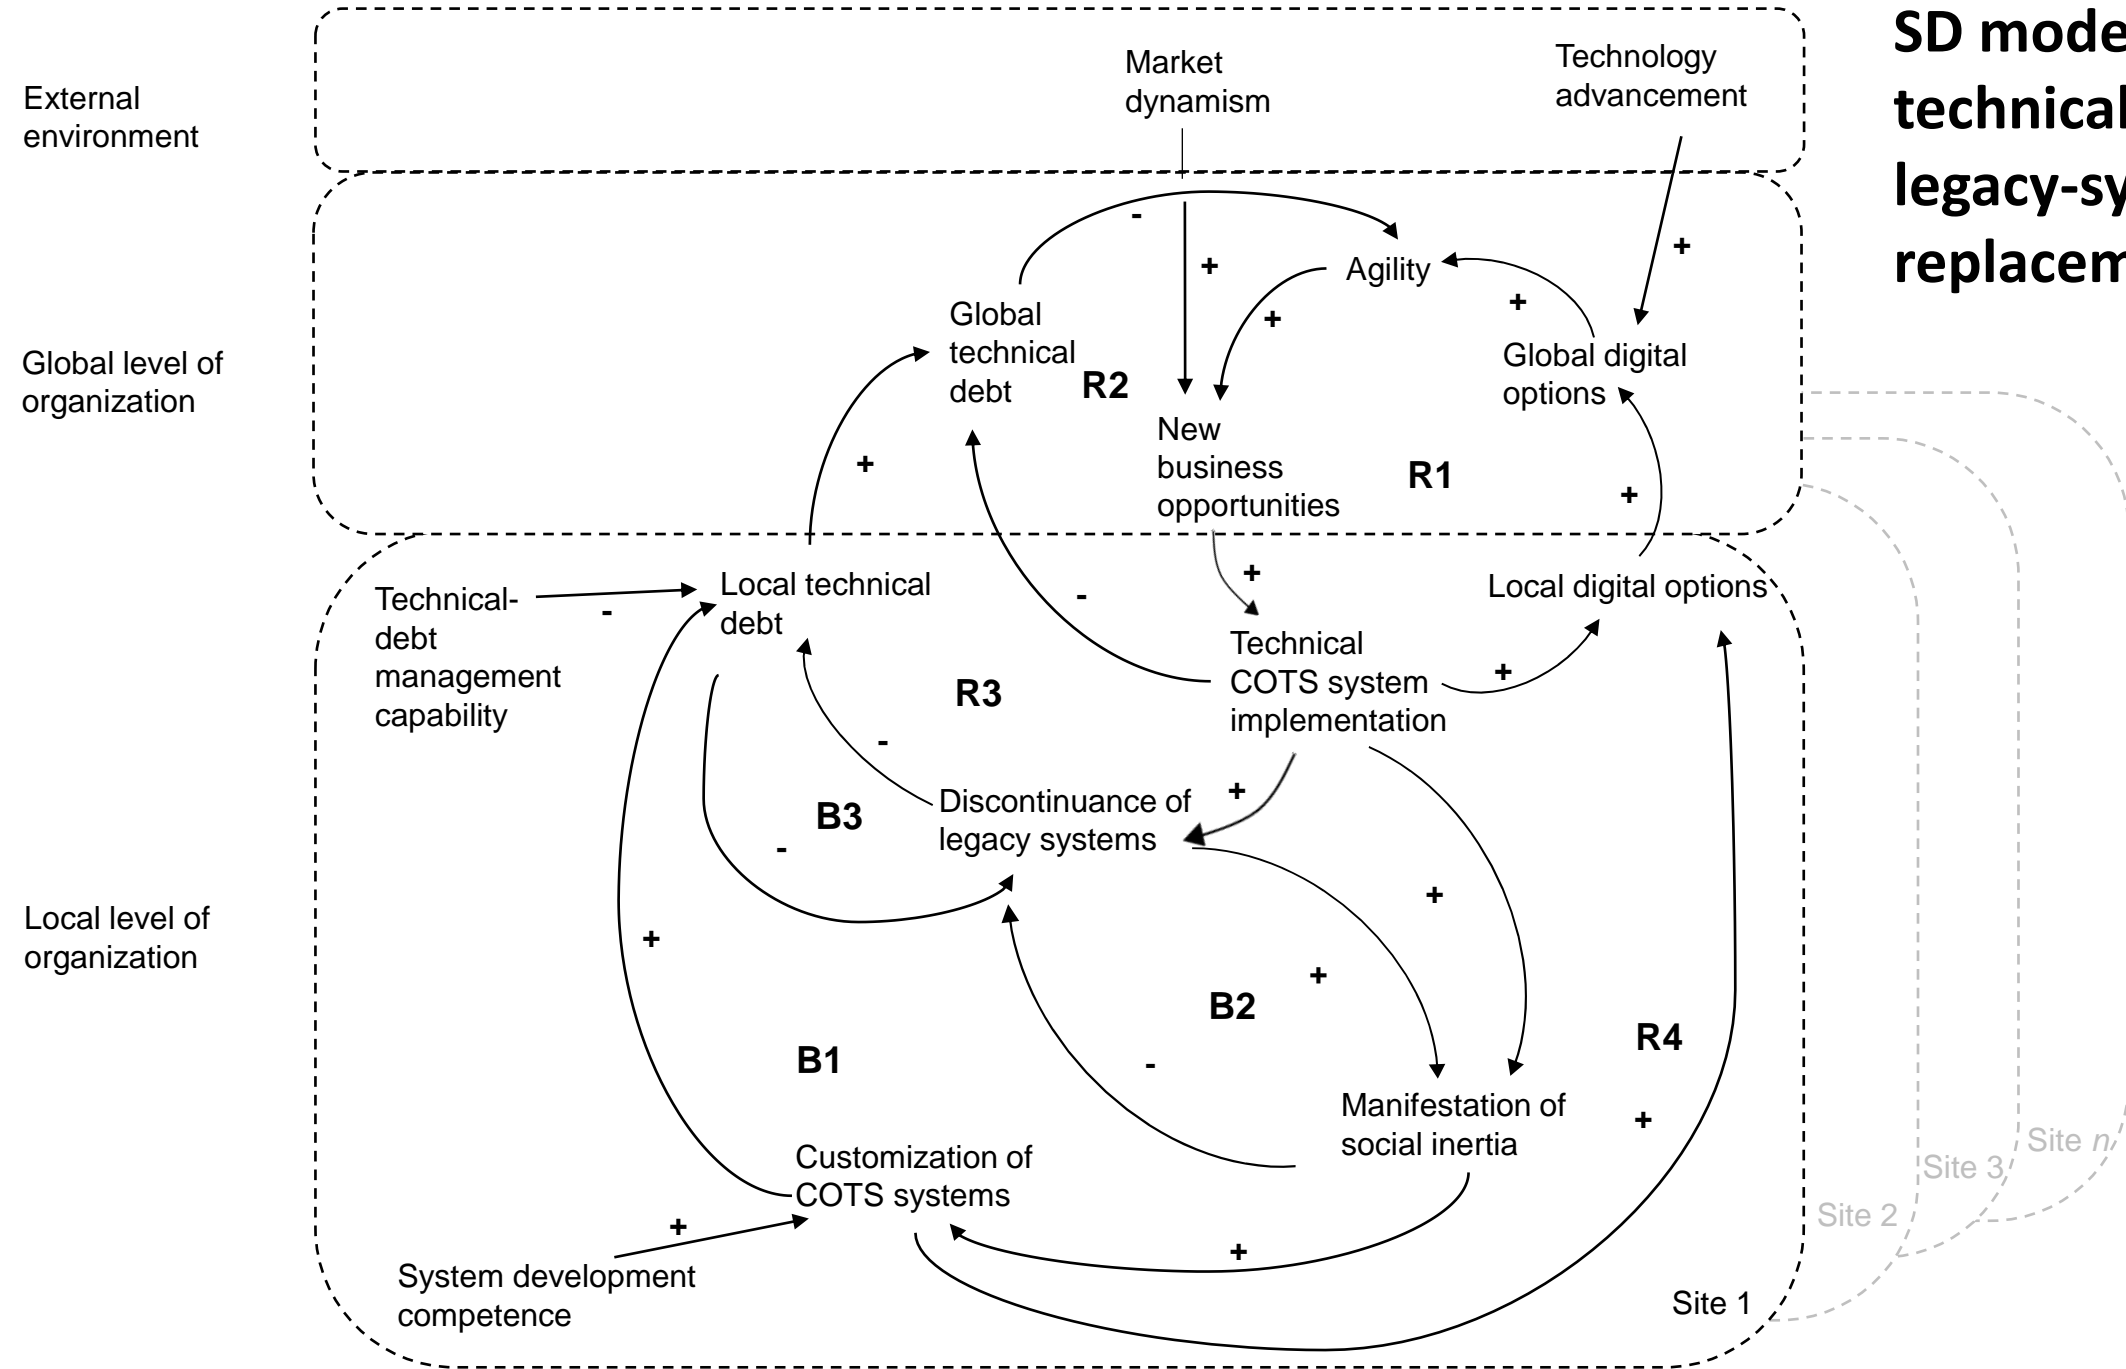 SD mode
technical
legacy-sy
replacem
External
environment
Market
dynamism
Technology
advancement
Global level of
organization
-
+
Agility
+
+
+
Global
technical
debt
R2
Global digital
options
New
business
opportunities
R1
+
+
+
-
Local technical
debt
Local digital options
Technical-
debt
management
capability
-
Technical
COTS system
implementation
+
R3
-
+
Discontinuance of
legacy systems
B3
-
+
Local level of
organization
+
+
B2
R4
B1
-
Manifestation of
social inertia
+
Customization of
COTS systems
+
+
System development
competence
Site 1
Site 2
Site 3
Site n